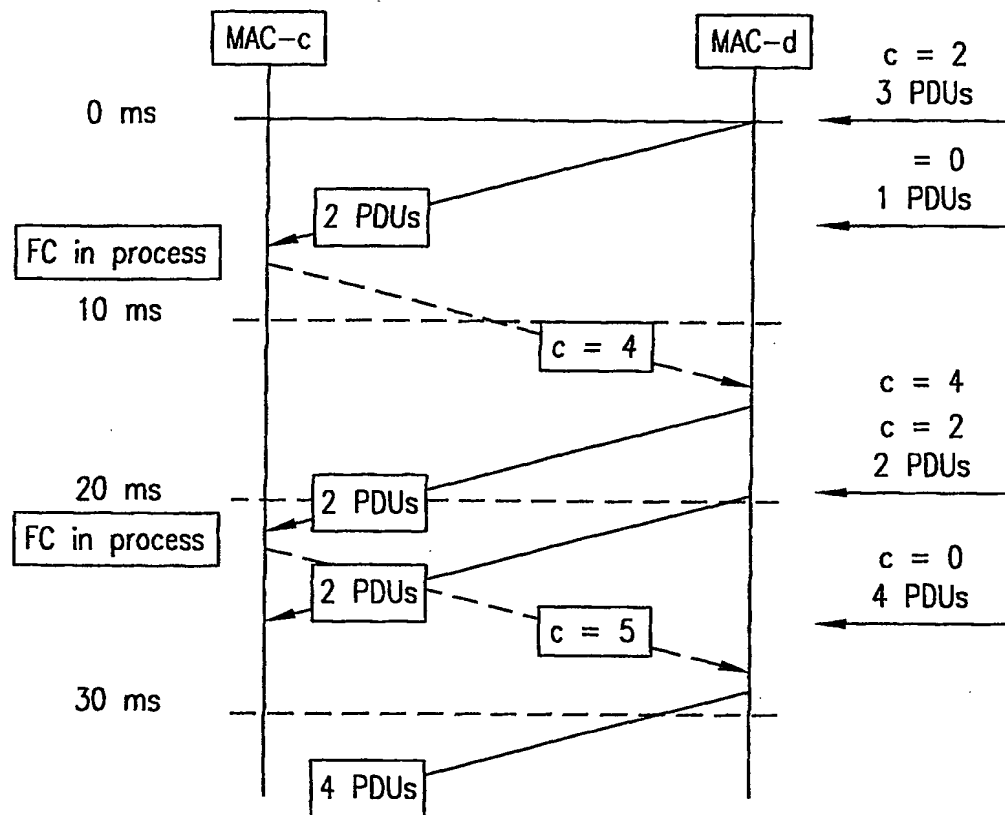 MAC-c
MAC-d
c = 2
3 PDUs
0 ms
= 0
1 PDUs
2 PDUs
FC in process
10 ms
c = 4
c = 4
c = 2
2 PDUs
20 ms
2 PDUs
FC in process
c = 0
4 PDUs
2 PDUs
c = 5
30 ms
4 PDUs